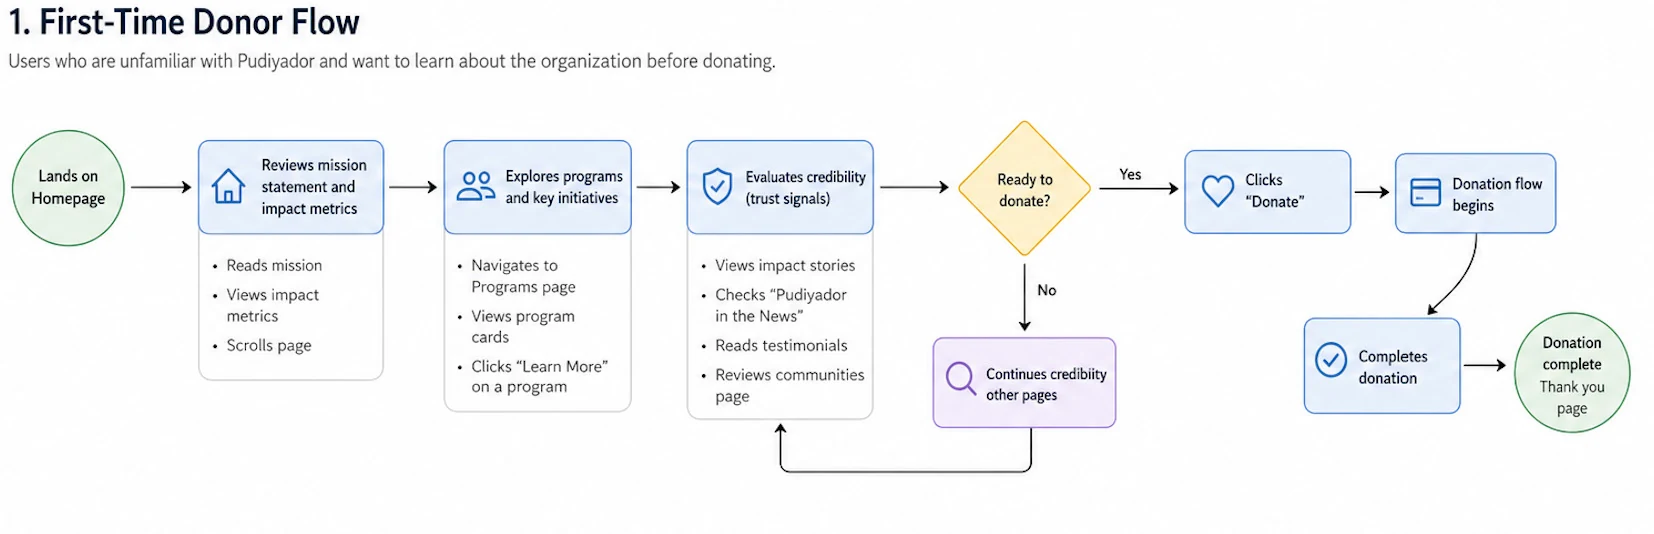 1. First-Time Donor Flow
Users who are unfamiliar with Pudiyador and want to learn about the organization before donating.
Lands on
Homepage
Reviews mission
statement and
impact metrics
• Reads mission
• Views impact
metrics
• Scrolls page
Explores programs
and key initiatives
• Navigates to
Programs page
• Views program
cards
• Clicks “Learn More”
on a program
Evaluates credibility
(trust signals)
• Views impact stories
• Checks “Pudiyador
in the News”
• Reads testimonials
• Reviews communities
page
Ready to
donate?
Yes
No
Continues credibiity
other pages
Clicks
“Donate”
Donation flow
begins
Completes
donation
Donation
complete
Thank you
page